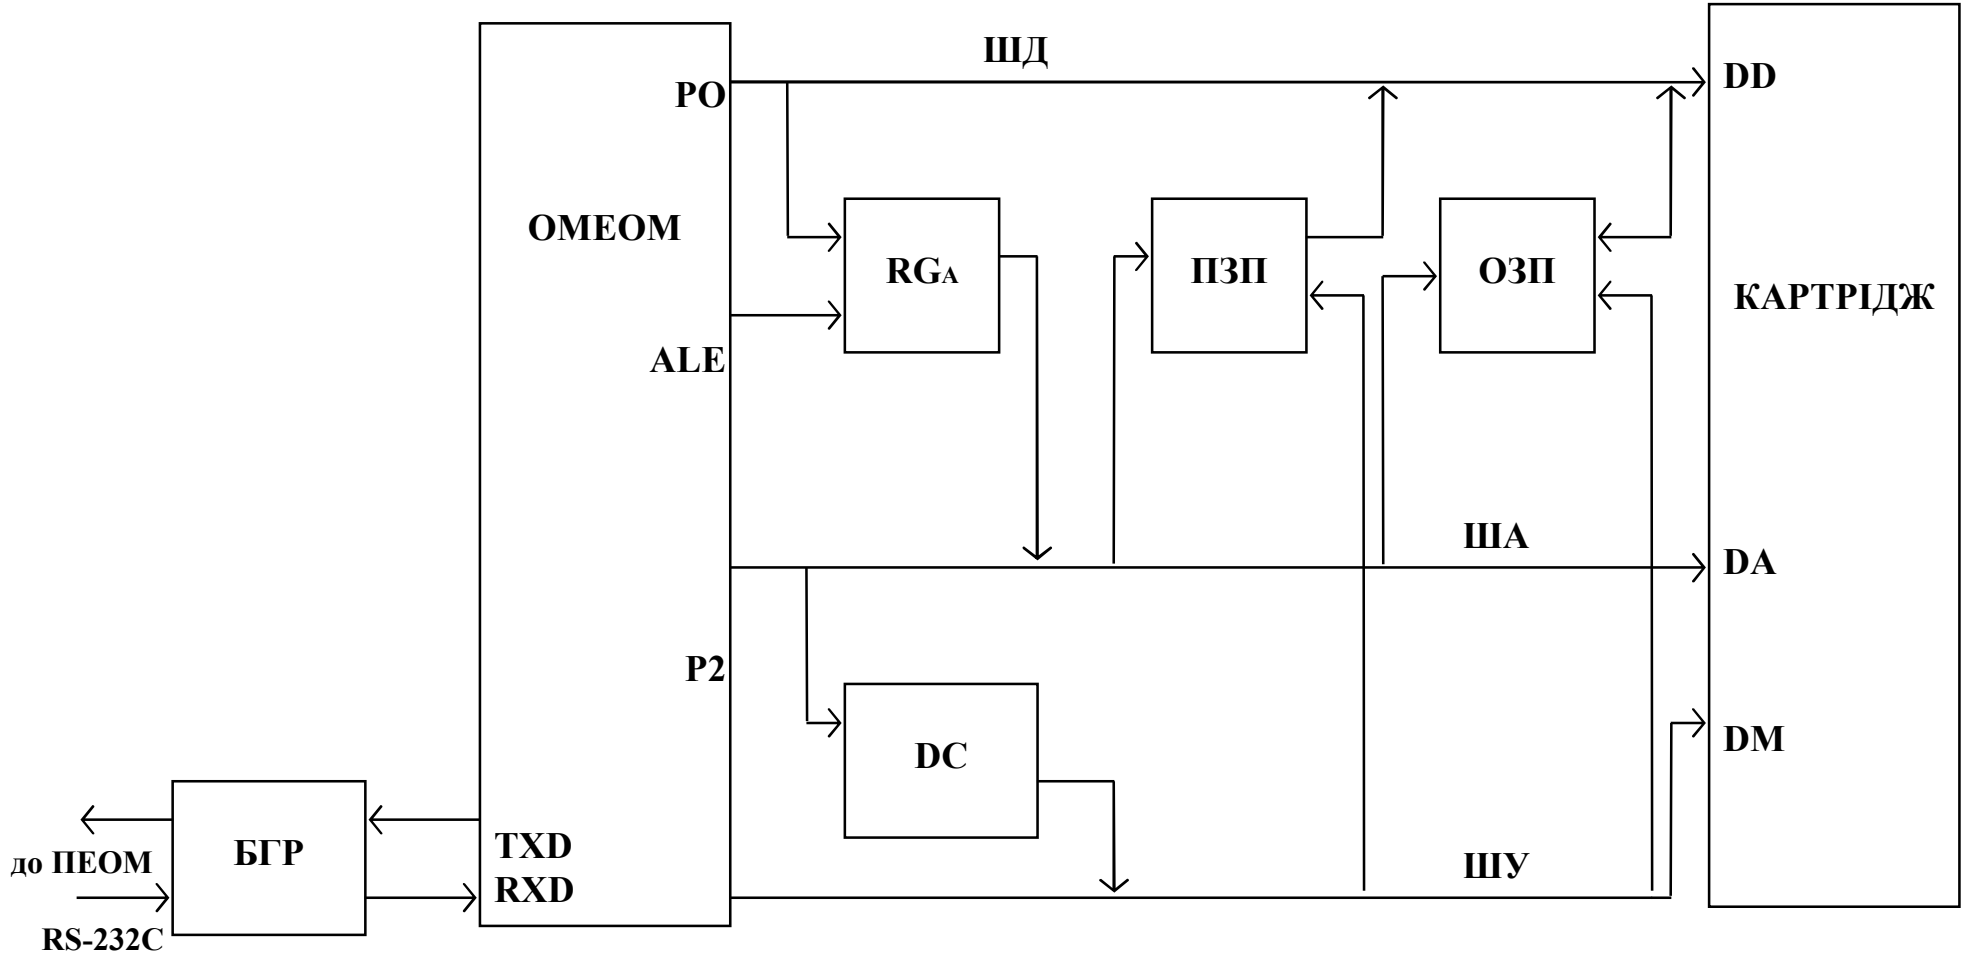 ШД
DD
PO
ОМЕОМ
RGA
ПЗП
ОЗП
КАРТРІДЖ
ALE
ША
DA
P2
DM
DC
TXD
БГР
до ПЕОМ
ШУ
RXD
RS-232C